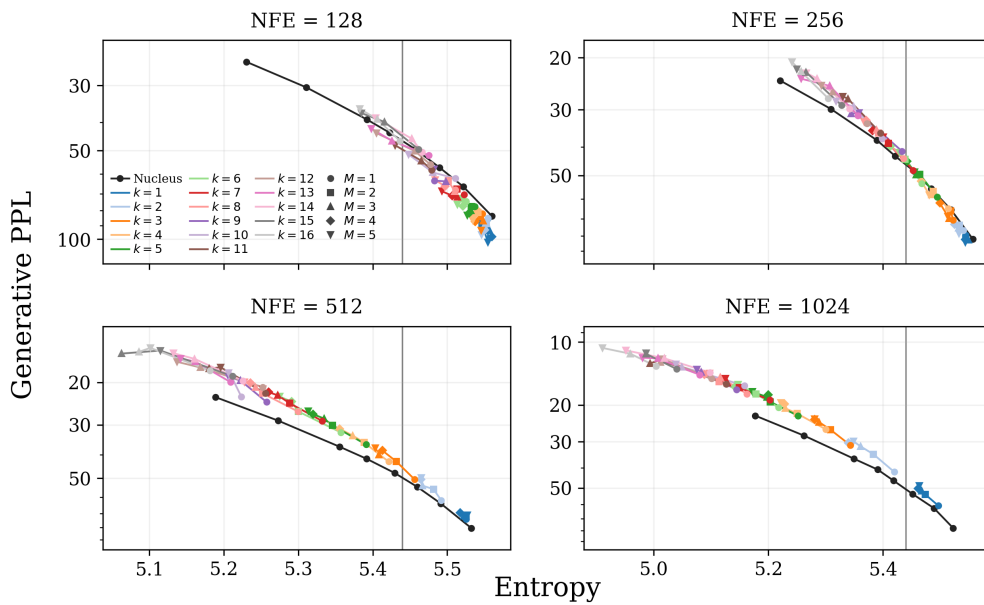 NFE = 128
NFE = 256
30
50
100
20
30
50
Nucleus
k = 1
k = 2
k = 3
k = 4
k = 5
k = 6
k = 7
k = 8
k = 9
k = 10
k = 11
k = 12
k = 13
k = 14
k = 15
k = 16
M = 1
M = 2
M = 3
M = 4
M = 5
Generative PPL
NFE = 512
NFE = 1024
20
30
50
10
20
30
50
5.1
5.2
5.3
5.4
5.5
5.0
5.2
5.4
Entropy